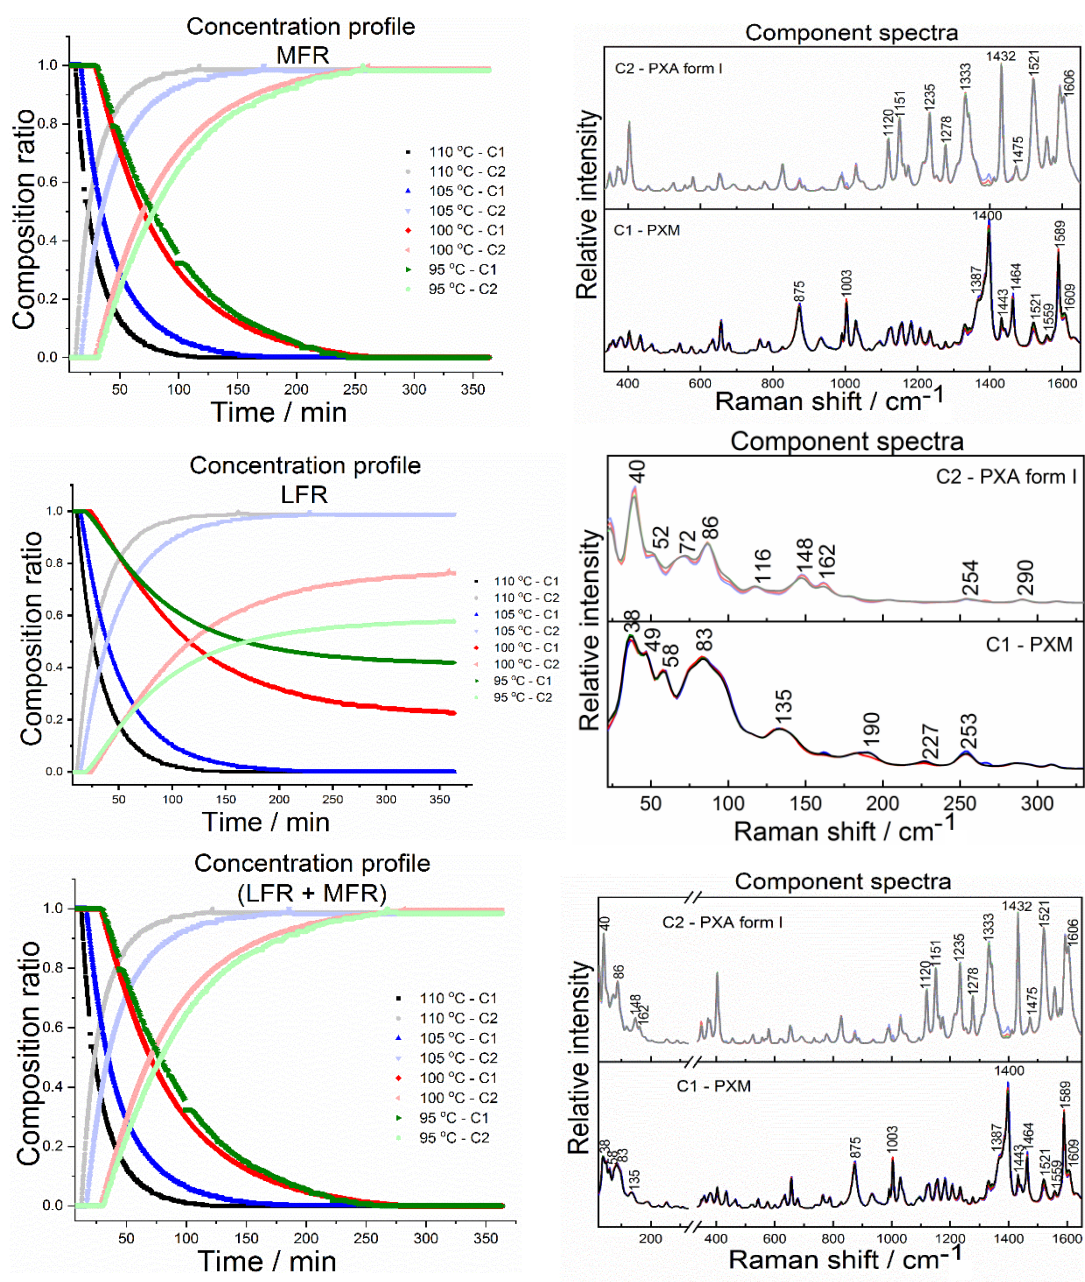 Concentration profile
MFR
Composition ratio
1.0
0.8
0.6
0.4
0.2
0.0
110 °C - C1
110 °C - C2
105 °C - C1
105 °C - C2
100 °C - C1
100 °C - C2
95 °C - C1
95 °C - C2
50 100 150 200 250 300 350
Time / min
Component spectra
C2 - PXA form I
1120
1151
1235
1278
1333
1432
1475
1521
1606
Relative intensity
C1 - PXM
875
1003
1387
1400
1443
1464
1521
1559
1589
1609
400 600 800 1000 1200 1400 1600
Raman shift / cm-1
Concentration profile
LFR
Composition ratio
1.0
0.8
0.6
0.4
0.2
0.0
110 °C - C1
110 °C - C2
105 °C - C1
105 °C - C2
100 °C - C1
100 °C - C2
95 °C - C1
95 °C - C2
50 100 150 200 250 300 350
Time / min
Component spectra
C2 - PXA form I
40
52
72
86
116
148
162
254
290
Relative intensity
C1 - PXM
38
49
58
83
135
190
227
253
50 100 150 200 250 300
Raman shift / cm-1
Concentration profile
(LFR + MFR)
Composition ratio
1.0
0.8
0.6
0.4
0.2
0.0
110 °C - C1
110 °C - C2
105 °C - C1
105 °C - C2
100 °C - C1
100 °C - C2
95 °C - C1
95 °C - C2
50 100 150 200 250 300 350
Time / min
Component spectra
C2 - PXA form I
40
86
148
162
1120
1151
1235
1278
1333
1432
1475
1521
1606
Relative intensity
C1 - PXM
38
58
83
135
875
1003
1387
1400
1443
1464
1521
1559
1589
1609
200 400 600 800 1000 1200 1400 1600
Raman shift / cm-1